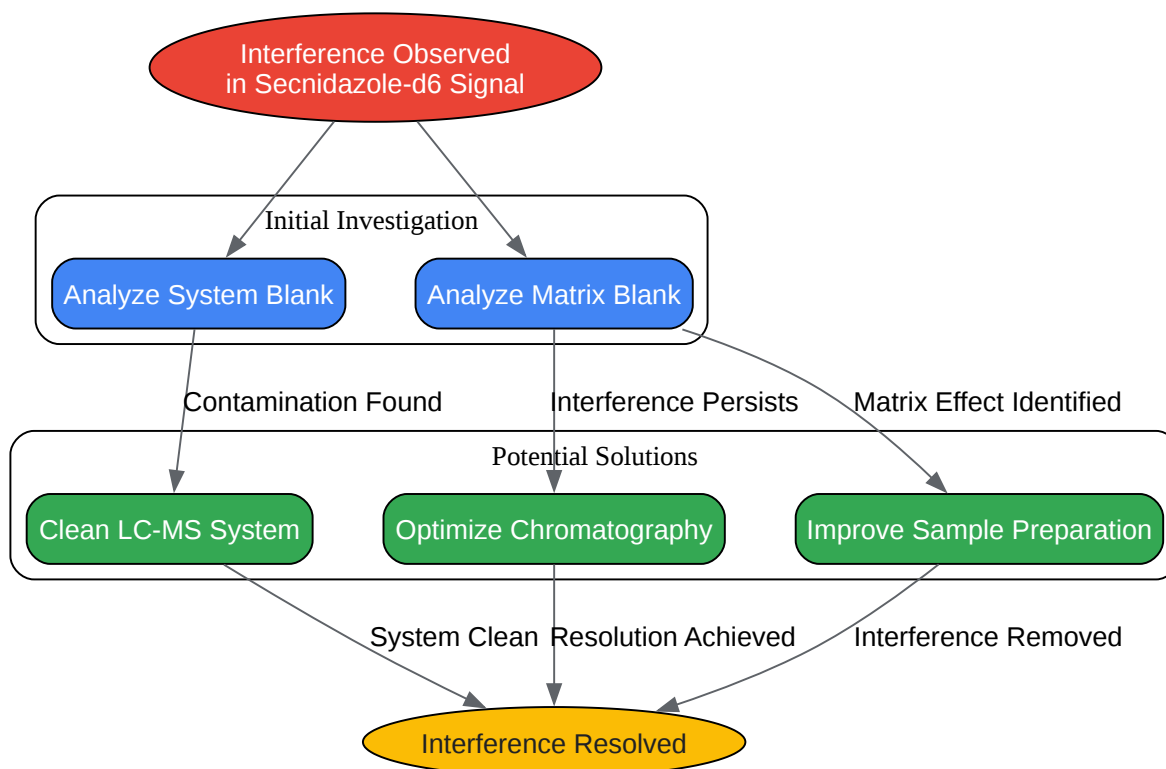 Interference Observed
in Secnidazole-d6 Signal
Initial Investigation
Analyze System Blank
Analyze Matrix Blank
Contamination Found
Interference Persists
Matrix Effect Identified
Potential Solutions
Clean LC-MS System
Optimize Chromatography
Improve Sample Preparation
System Clean
Resolution Achieved
Interference Removed
Interference Resolved